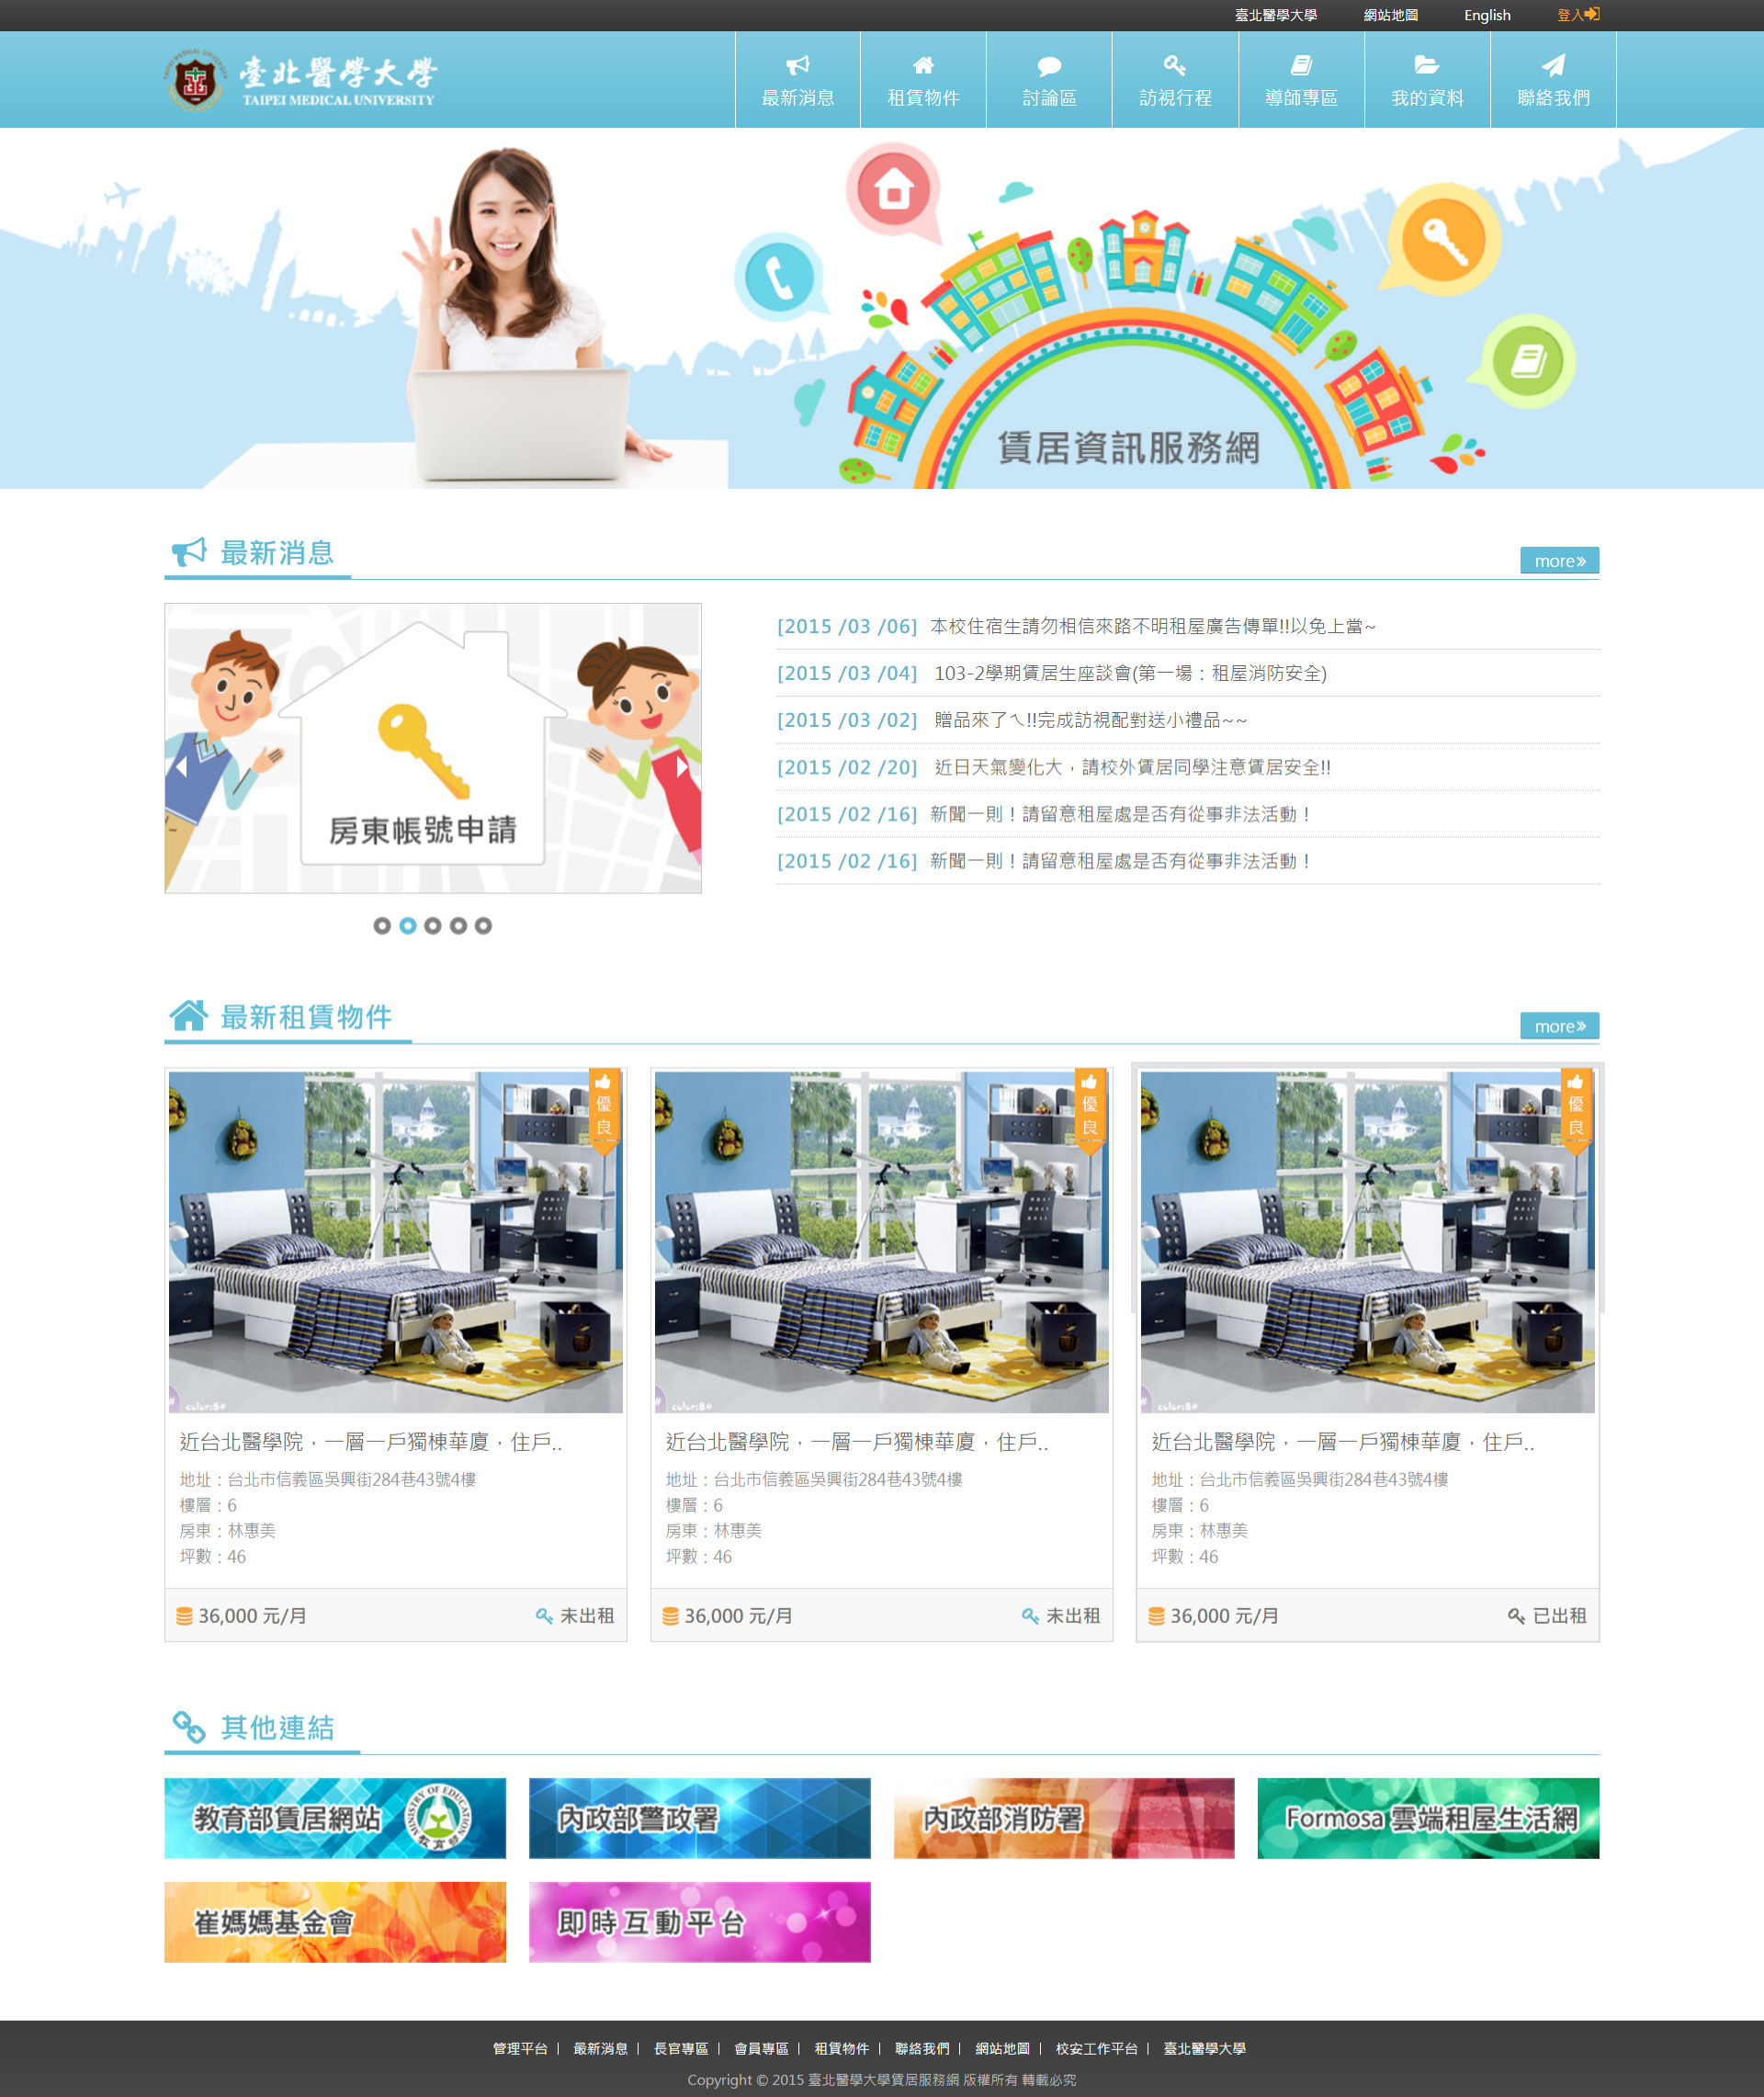 臺北醫學大學 網站地圖 English 登入
臺北醫學大學
TAIPEI MEDICAL UNIVERSITY
最新消息 租賃物件 討論區 訪視行程 導師專區 我的資料 聯絡我們
賃居資訊服務網
最新消息
more»
房東帳號申請
[2015 /03 /06] 本校住宿生請勿相信來路不明租屋廣告傳單!!以免上當~
[2015 /03 /04] 103-2學期賃居生座談會(第一場：租屋消防安全)
[2015 /03 /02] 贈品來了ㄟ!!完成訪視配對送小禮品~~
[2015 /02 /20] 近日天氣變化大，請校外賃居同學注意賃居安全!!
[2015 /02 /16] 新聞一則！請留意租屋處是否有從事非法活動！
[2015 /02 /16] 新聞一則！請留意租屋處是否有從事非法活動！
最新租賃物件
more»
優良
優良
優良
近台北醫學院，一層一戶獨棟華廈，住戶..
地址：台北市信義區吳興街284巷43號4樓
樓層：6
房東：林惠美
坪數：46
36,000 元/月 未出租
近台北醫學院，一層一戶獨棟華廈，住戶..
地址：台北市信義區吳興街284巷43號4樓
樓層：6
房東：林惠美
坪數：46
36,000 元/月 未出租
近台北醫學院，一層一戶獨棟華廈，住戶..
地址：台北市信義區吳興街284巷43號4樓
樓層：6
房東：林惠美
坪數：46
36,000 元/月 已出租
其他連結
教育部賃居網站 MINISTRY OF EDUCATION 教育部
內政部警政署
內政部消防署
Formosa 雲端租屋生活網
崔媽媽基金會
即時互動平台
管理平台 | 最新消息 | 長官專區 | 會員專區 | 租賃物件 | 聯絡我們 | 網站地圖 | 校安工作平台 | 臺北醫學大學
Copyright © 2015 臺北醫學大學賃居服務網 版權所有 轉載必究